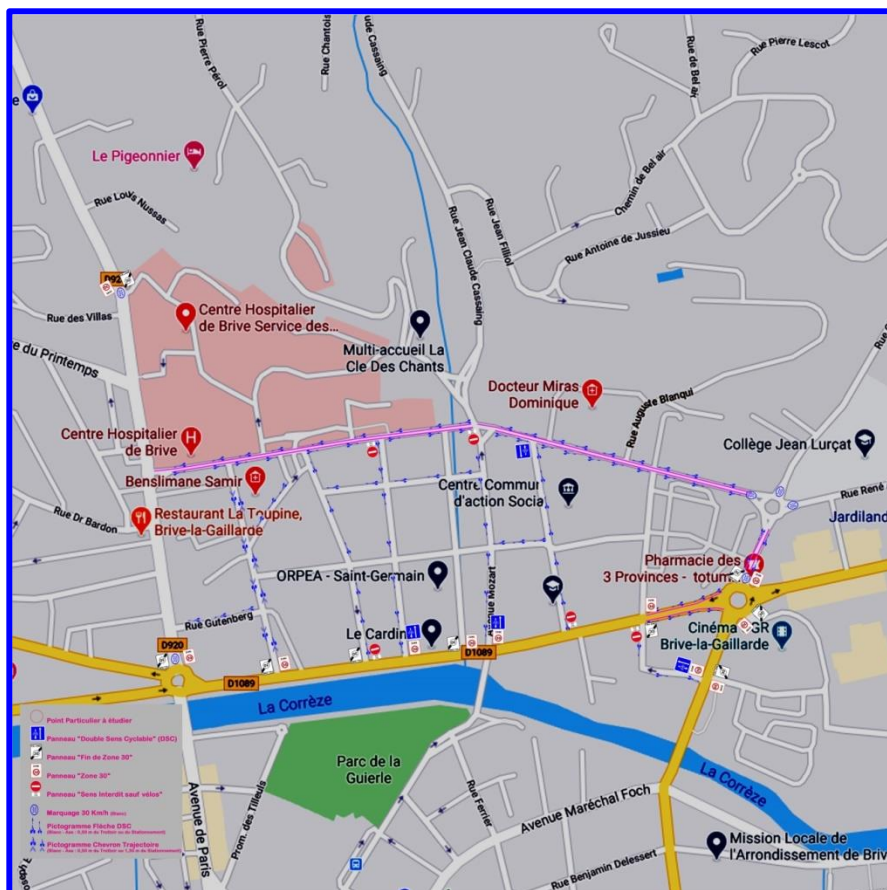 Rue Pierre Pérol
Rue Chantois
ude Cassaing
Rue de Bel air
Rue Pierre Lescot
e
Le Pigeonnier
Chemin de Bel air
Rue Louis Nussas
Rue Jean Filliol
Rue Jean Claude Cassaing
Rue Antoine de Jussieu
D92
Rue des Villas
Centre Hospitalier
de Brive Service des...
e du Printemps
Multi-accueil La
Cle Des Chants
Docteur Miras
Dominique
Rue Auguste Blanqui
Centre Hospitalier
de Brive
Collège Jean Lurçat
Benslimane Samir
Centre Commun
d'action Socia
Rue René
Rue Dr Bardon
Restaurant La Toupine,
Brive-la-Gaillarde
Jardiland
Pharmacie des
3 Provinces - totum
ORPEA - Saint-Germain
Mozart
Rue Gutenberg
Le Cardin
Cinéma GR
Brive-la-Gaillarde
D920
D1089
D1089
La Corrèze
Parc de la
Guierle
La Corrèze
Avenue de Paris
Prom. des Tilleuls
Rue Ferrier
Avenue Maréchal Foch
Mission Locale de
l'Arrondissement de Briv
Rue Benjamin Delessert
Point Particulier à étudier
Panneau "Double Sens Cyclable" (DSC)
Panneau "Fin de Zone 30"
Panneau "Zone 30"
Panneau "Sens Interdit sauf vélos"
Marquage 30 Km/h (Blanc)
Pictogramme Flèche DSC
Pictogramme Chevron Trajectoire